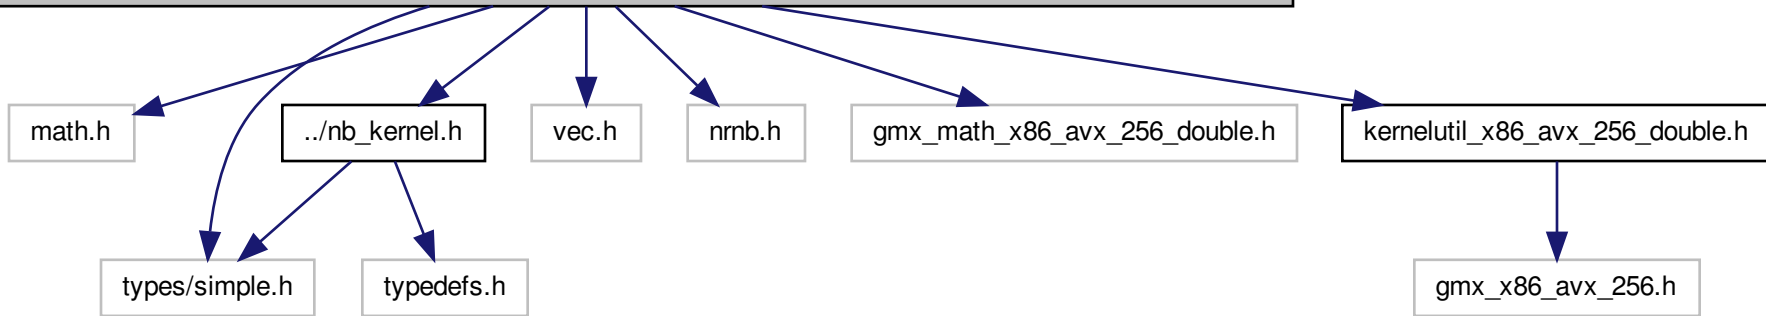 math.h
../nb_kernel.h
vec.h
nrnb.h
gmx_math_x86_avx_256_double.h
kernelutil_x86_avx_256_double.h
types/simple.h
typedefs.h
gmx_x86_avx_256.h